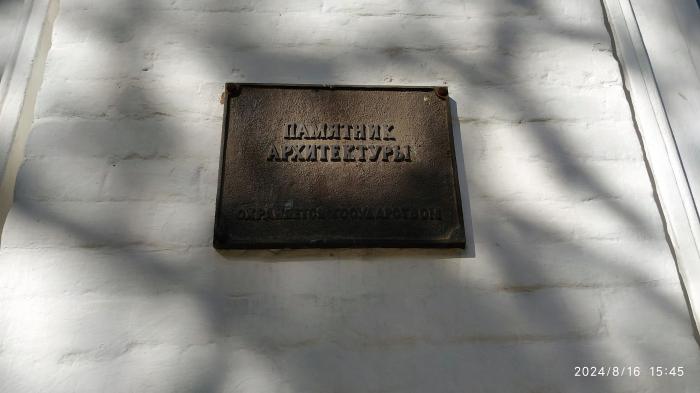 ПАМЯТНИК
АРХИТЕКТУРЫ
ОХРАНЯЕТСЯ ГОСУДАРСТВОМ
2024/8/16 15:45